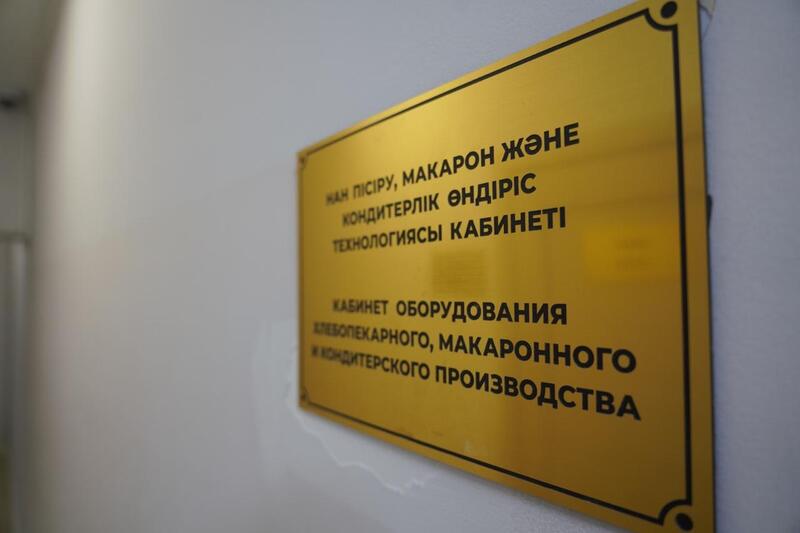 НАН ПІСІРУ, МАКАРОН ЖӘНЕ
КОНДИТЕРЛІК ӨНДІРІС
ТЕХНОЛОГИЯСЫ КАБИНЕТІ
КАБИНЕТ ОБОРУДОВАНИЯ
ХЛЕБОПЕКАРНОГО, МАКАРОННОГО
И КОНДИТЕРСКОГО ПРОИЗВОДСТВА